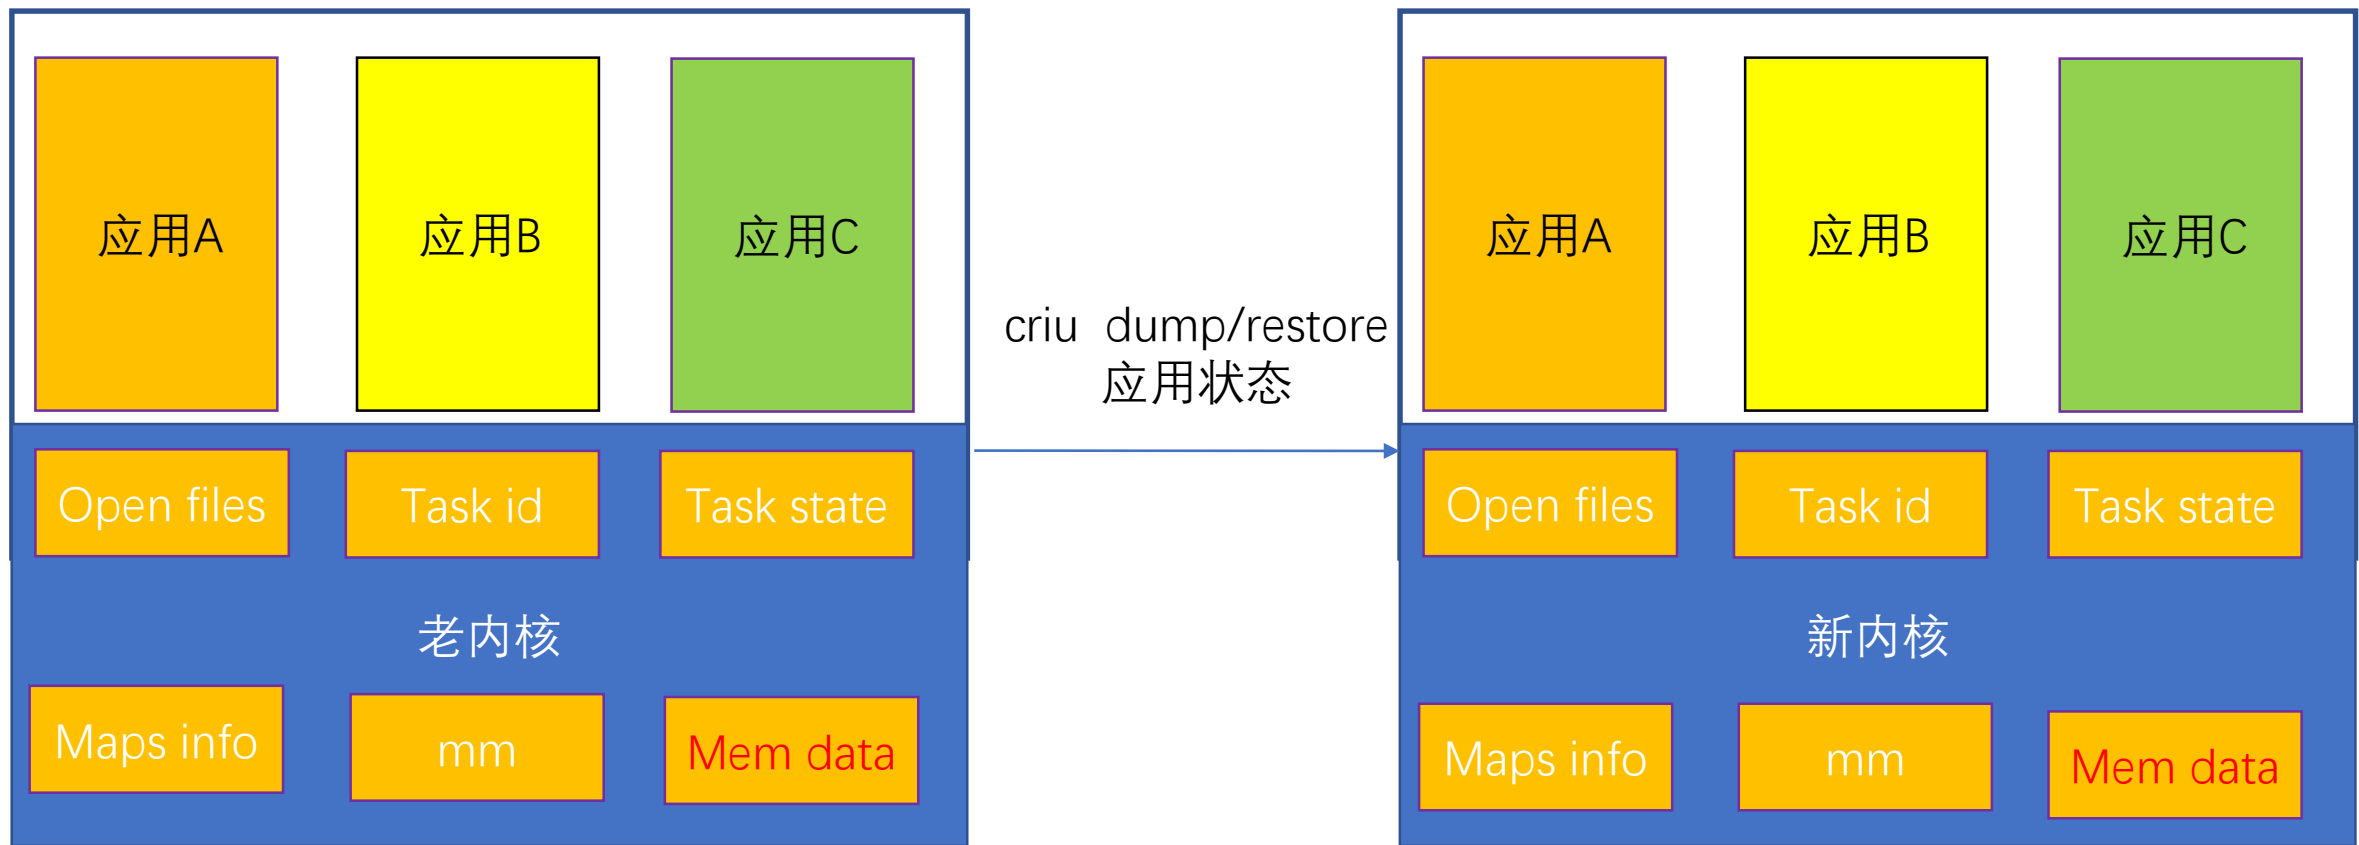 应用A
应用B
应用C
Open files
Task id
Task state
老内核
Maps info
mm
Mem data
criu dump/restore
应用状态
应用A
应用B
应用C
Open files
Task id
Task state
新内核
Maps info
mm
Mem data